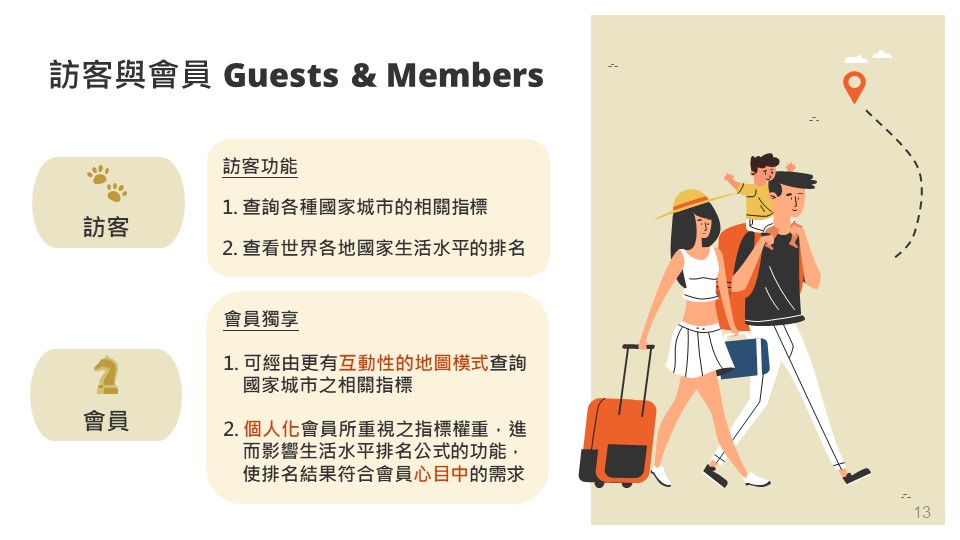 訪客與會員 Guests & Members
訪客
訪客功能
1. 查詢各種國家城市的相關指標
2. 查看世界各地國家生活水平的排名
會員
會員獨享
1. 可經由更有互動性的地圖模式查詢
國家城市之相關指標
2. 個人化會員所重視之指標權重，進
而影響生活水平排名公式的功能，
使排名結果符合會員心目中的需求
13